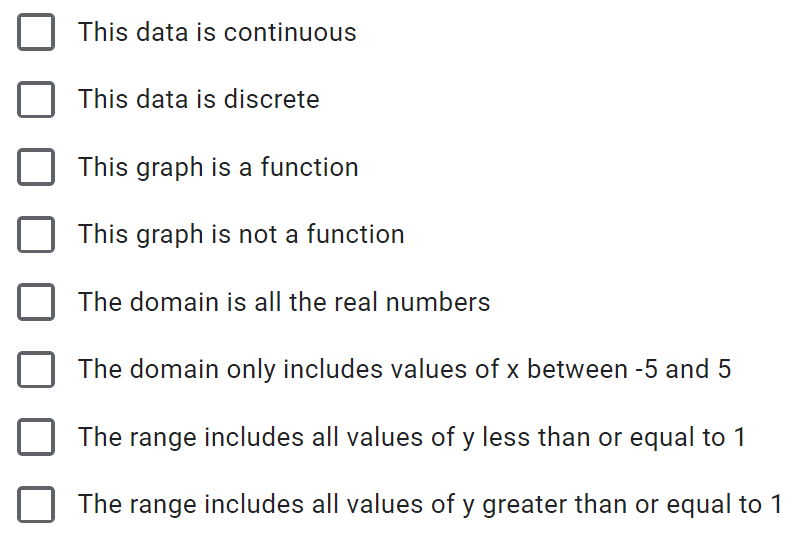 This data is continuous
This data is discrete
This graph is a function
This graph is not a function
The domain is all the real numbers
The domain only includes values of x between -5 and 5
The range includes all values of y less than or equal to 1
The range includes all values of y greater than or equal to 1